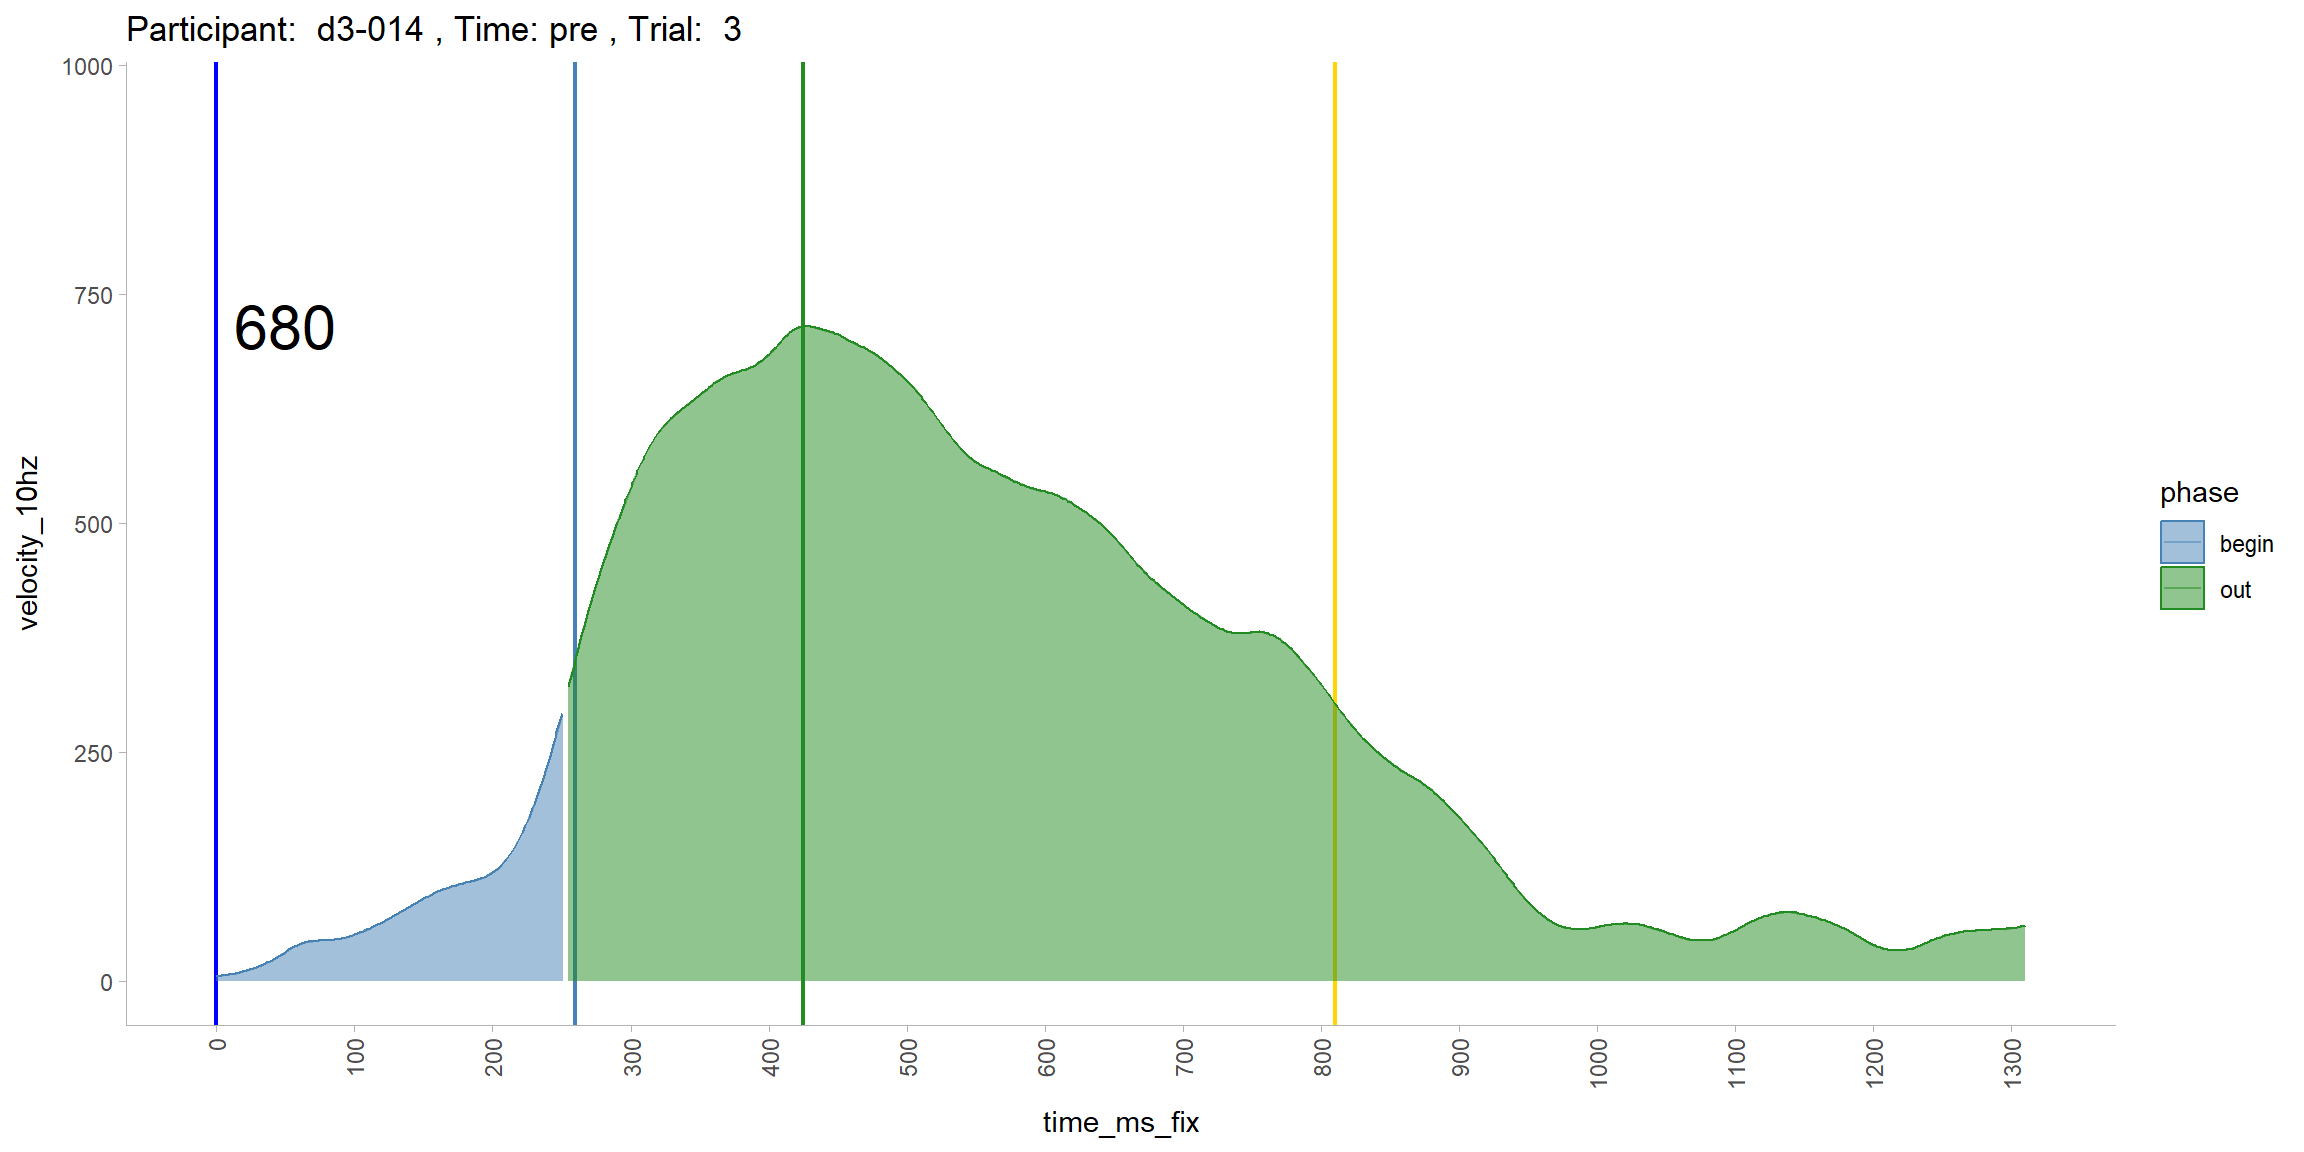 Participant:  d3-014 , Time: pre , Trial:  3
1000
750
500
250
0
velocity_10hz
680
0 100 200 300 400 500 600 700 800 900 1000 1100 1200 1300
time_ms_fix
phase
begin
out